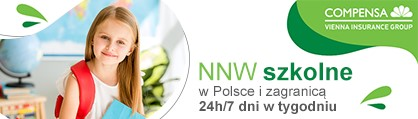 COMPENSA
VIENNA INSURANCE GROUP
NNW szkolne
w Polsce i zagranicą
24h/7 dni w tygodniu